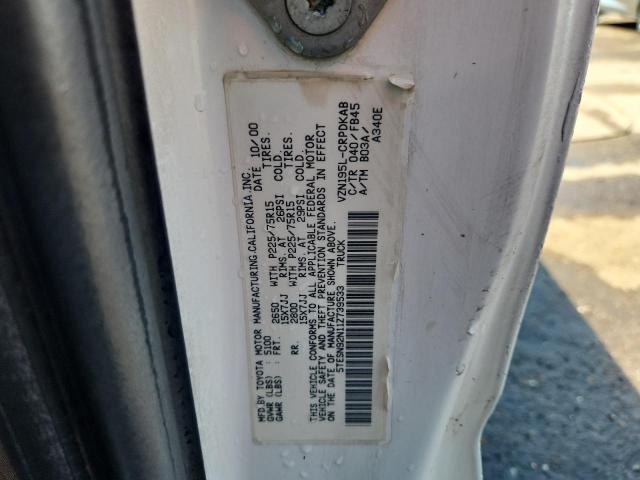 MFD.BY TOYOTA MOTOR MANUFACTURING.CALIFORNIA.INC.
GVWR (LBS) : 5100 DATE 10/00
GAWR (LBS) : FRT. 2650 WITH P225/75R15 TIRES.
15X7JJ RIMS. AT 26PSI COLD.
RR. 2800 WITH P225/75R15 TIRES.
15X7JJ RIMS. AT 29PSI COLD.
THIS VEHICLE CONFORMS TO ALL APPLICABLE FEDERAL MOTOR
VEHICLE SAFETY AND THEFT PREVENTION STANDARDS IN EFFECT
ON THE DATE OF MANUFACTURE SHOWN ABOVE.
5TESN92N11Z739533 TRUCK
VZN195L-CRPDKAB
C/TR 040/FB45
A/TM B03A/
A340E